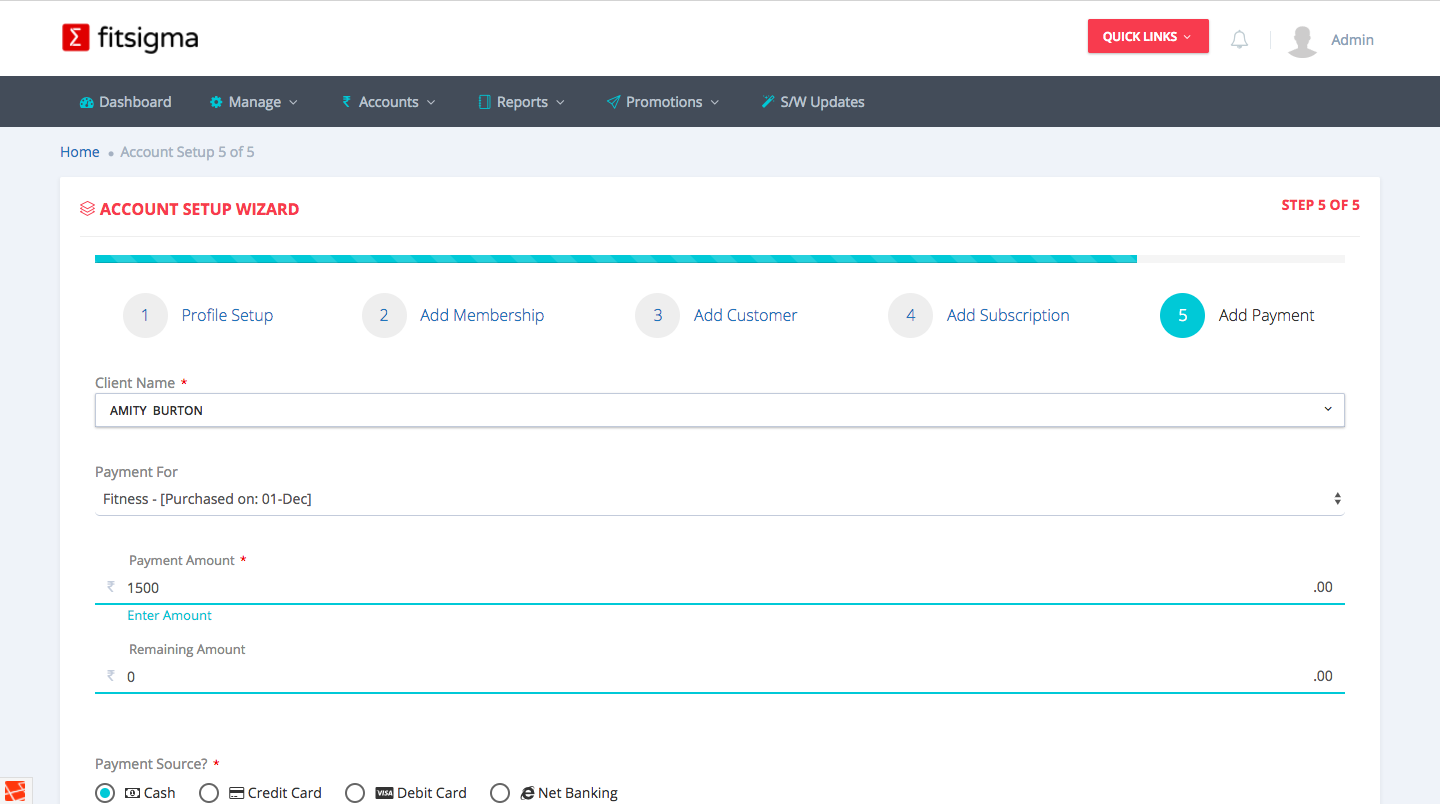 Σ fitsigma
QUICK LINKS
Admin
Dashboard Manage ₹ Accounts Reports Promotions S/W Updates
Home • Account Setup 5 of 5
ACCOUNT SETUP WIZARD
STEP 5 OF 5
1 Profile Setup 2 Add Membership 3 Add Customer 4 Add Subscription 5 Add Payment
Client Name *
AMITY BURTON
Payment For
Fitness - [Purchased on: 01-Dec]
Payment Amount *
₹ 1500 .00
Enter Amount
Remaining Amount
₹ 0 .00
Payment Source? *
Cash Credit Card VISA Debit Card Net Banking